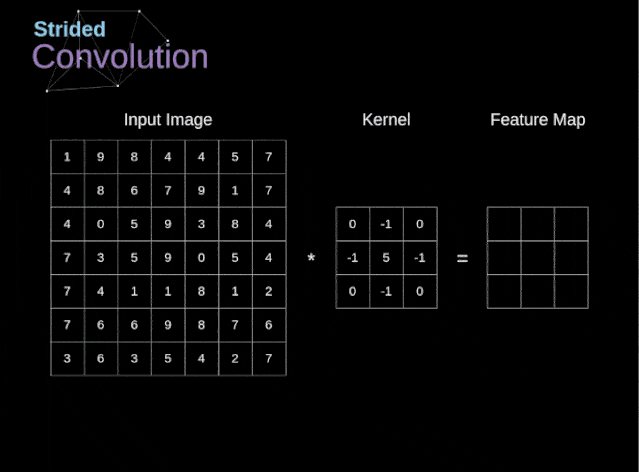 Strided
Convolution
Input Image Kernel Feature Map
1 9 8 4 4 5 7
4 8 6 7 9 1 7
4 0 5 9 3 8 4 0 -1 0
7 3 5 9 0 5 4 * -1 5 -1 =
7 4 1 1 8 1 2 0 -1 0
7 6 6 9 8 7 6
3 6 3 5 4 2 7